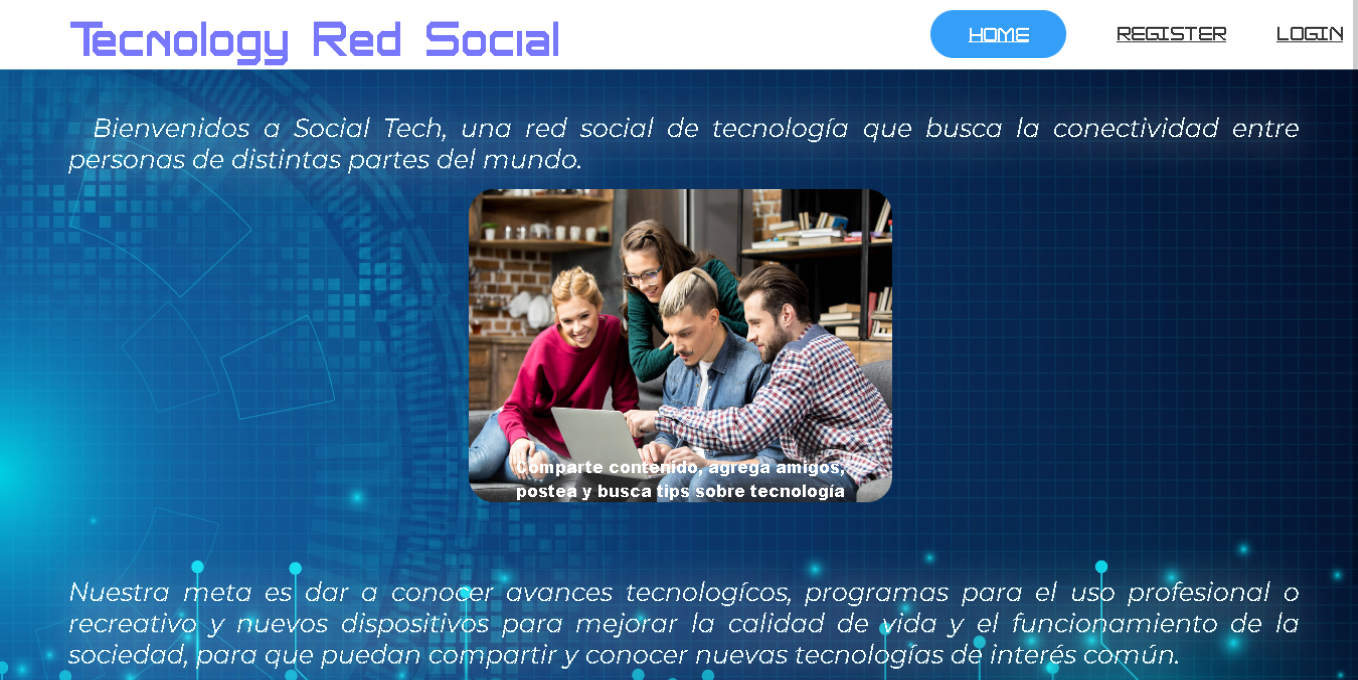 Tecnology Red Social
HOME
REGISTER
LOGIN
Bienvenidos a Social Tech, una red social de tecnología que busca la conectividad entre
personas de distintas partes del mundo.
Comparte contenido, agrega amigos,
postea y busca tips sobre tecnología
Nuestra meta es dar a conocer avances tecnologícos, programas para el uso profesional o
recreativo y nuevos dispositivos para mejorar la calidad de vida y el funcionamiento de la
sociedad, para que puedan compartir y conocer nuevas tecnologías de interés común.